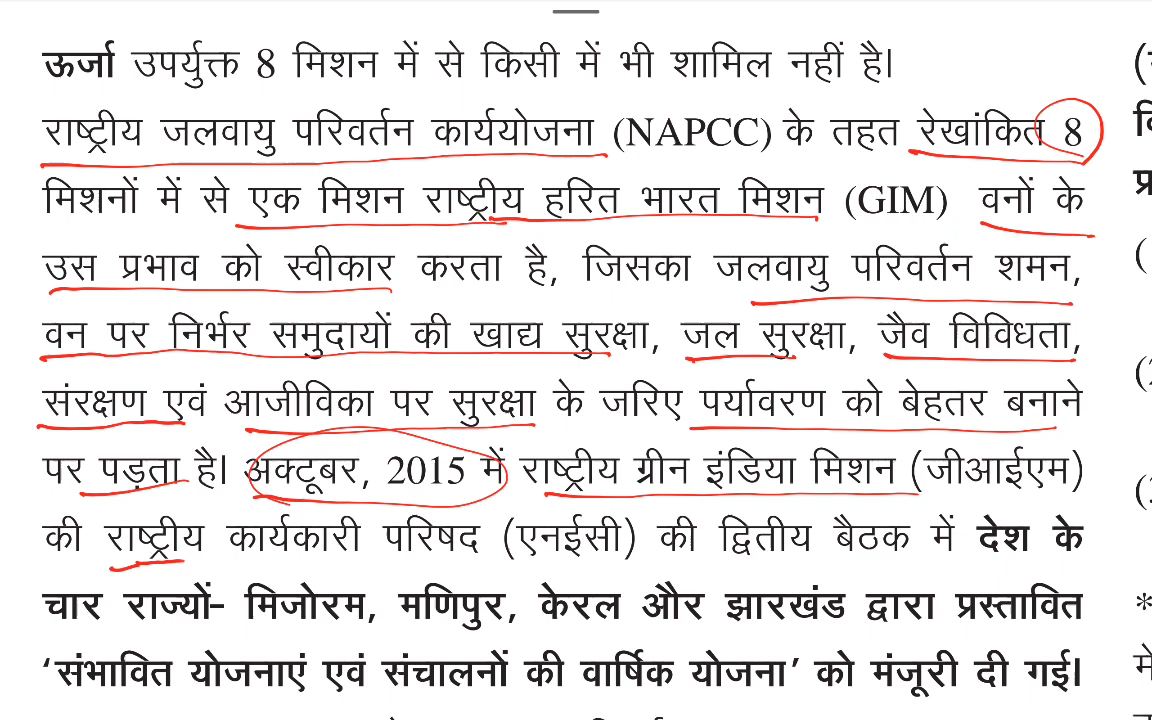 ऊर्जा उपर्युक्त 8 मिशन में से किसी में भी शामिल नहीं है।
राष्ट्रीय जलवायु परिवर्तन कार्ययोजना (NAPCC) के तहत रेखांकित 8
मिशनों में से एक मिशन राष्ट्रीय हरित भारत मिशन (GIM) वनों के
उस प्रभाव को स्वीकार करता है, जिसका जलवायु परिवर्तन शमन,
वन पर निर्भर समुदायों की खाद्य सुरक्षा, जल सुरक्षा, जैव विविधता,
संरक्षण एवं आजीविका पर सुरक्षा के जरिए पर्यावरण को बेहतर बनाने
पर पड़ता है। अक्टूबर, 2015 में राष्ट्रीय ग्रीन इंडिया मिशन (जीआईएम)
की राष्ट्रीय कार्यकारी परिषद (एनईसी) की द्वितीय बैठक में देश के
चार राज्यों- मिजोरम, मणिपुर, केरल और झारखंड द्वारा प्रस्तावित
‘संभावित योजनाएं एवं संचालनों की वार्षिक योजना’ को मंजूरी दी गई।